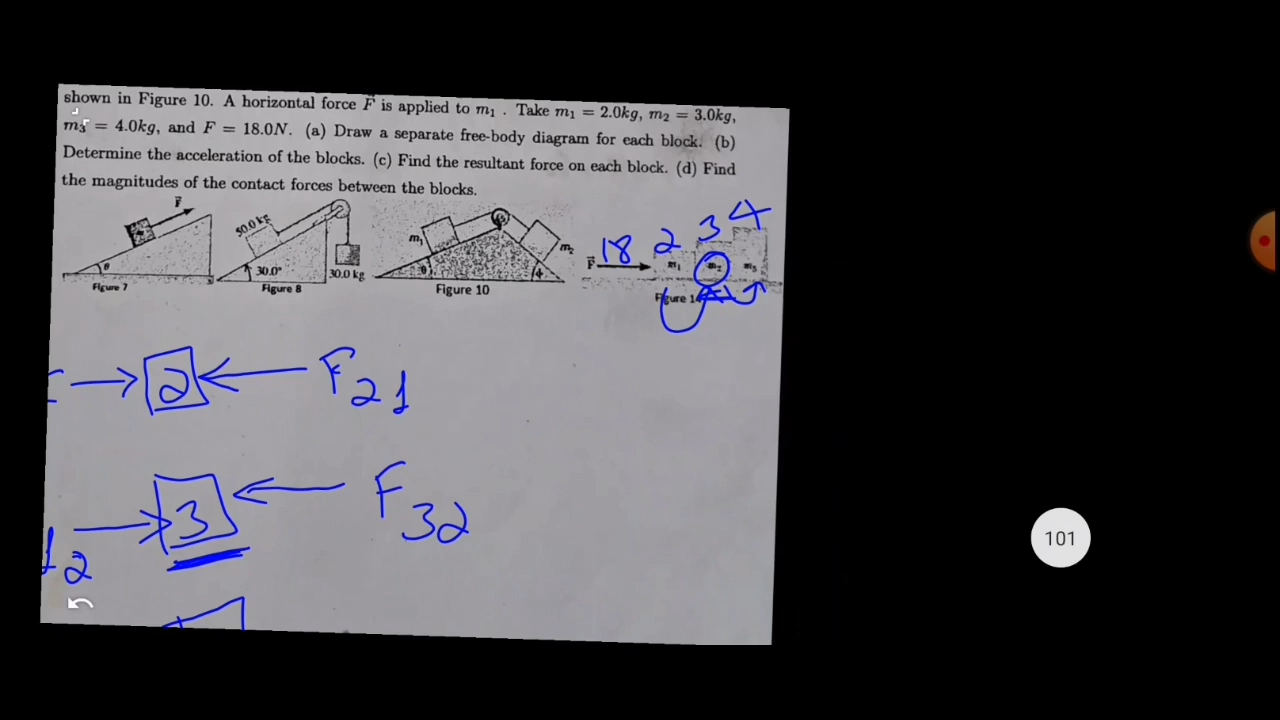 shown in Figure 10. A horizontal force F⃗ is applied to m₁ . Take m₁ = 2.0kg, m₂ = 3.0kg,
m₃ = 4.0kg, and F = 18.0N. (a) Draw a separate free-body diagram for each block. (b)
Determine the acceleration of the blocks. (c) Find the resultant force on each block. (d) Find
the magnitudes of the contact forces between the blocks.
F⃗
θ
Figure 7
50.0 kg
30.0°
30.0 kg
Figure 8
m₁
m₂
θ
Figure 10
F⃗ 18 2 3 4
m₁ m₂ m₃
2 F21
3 F32
12
101